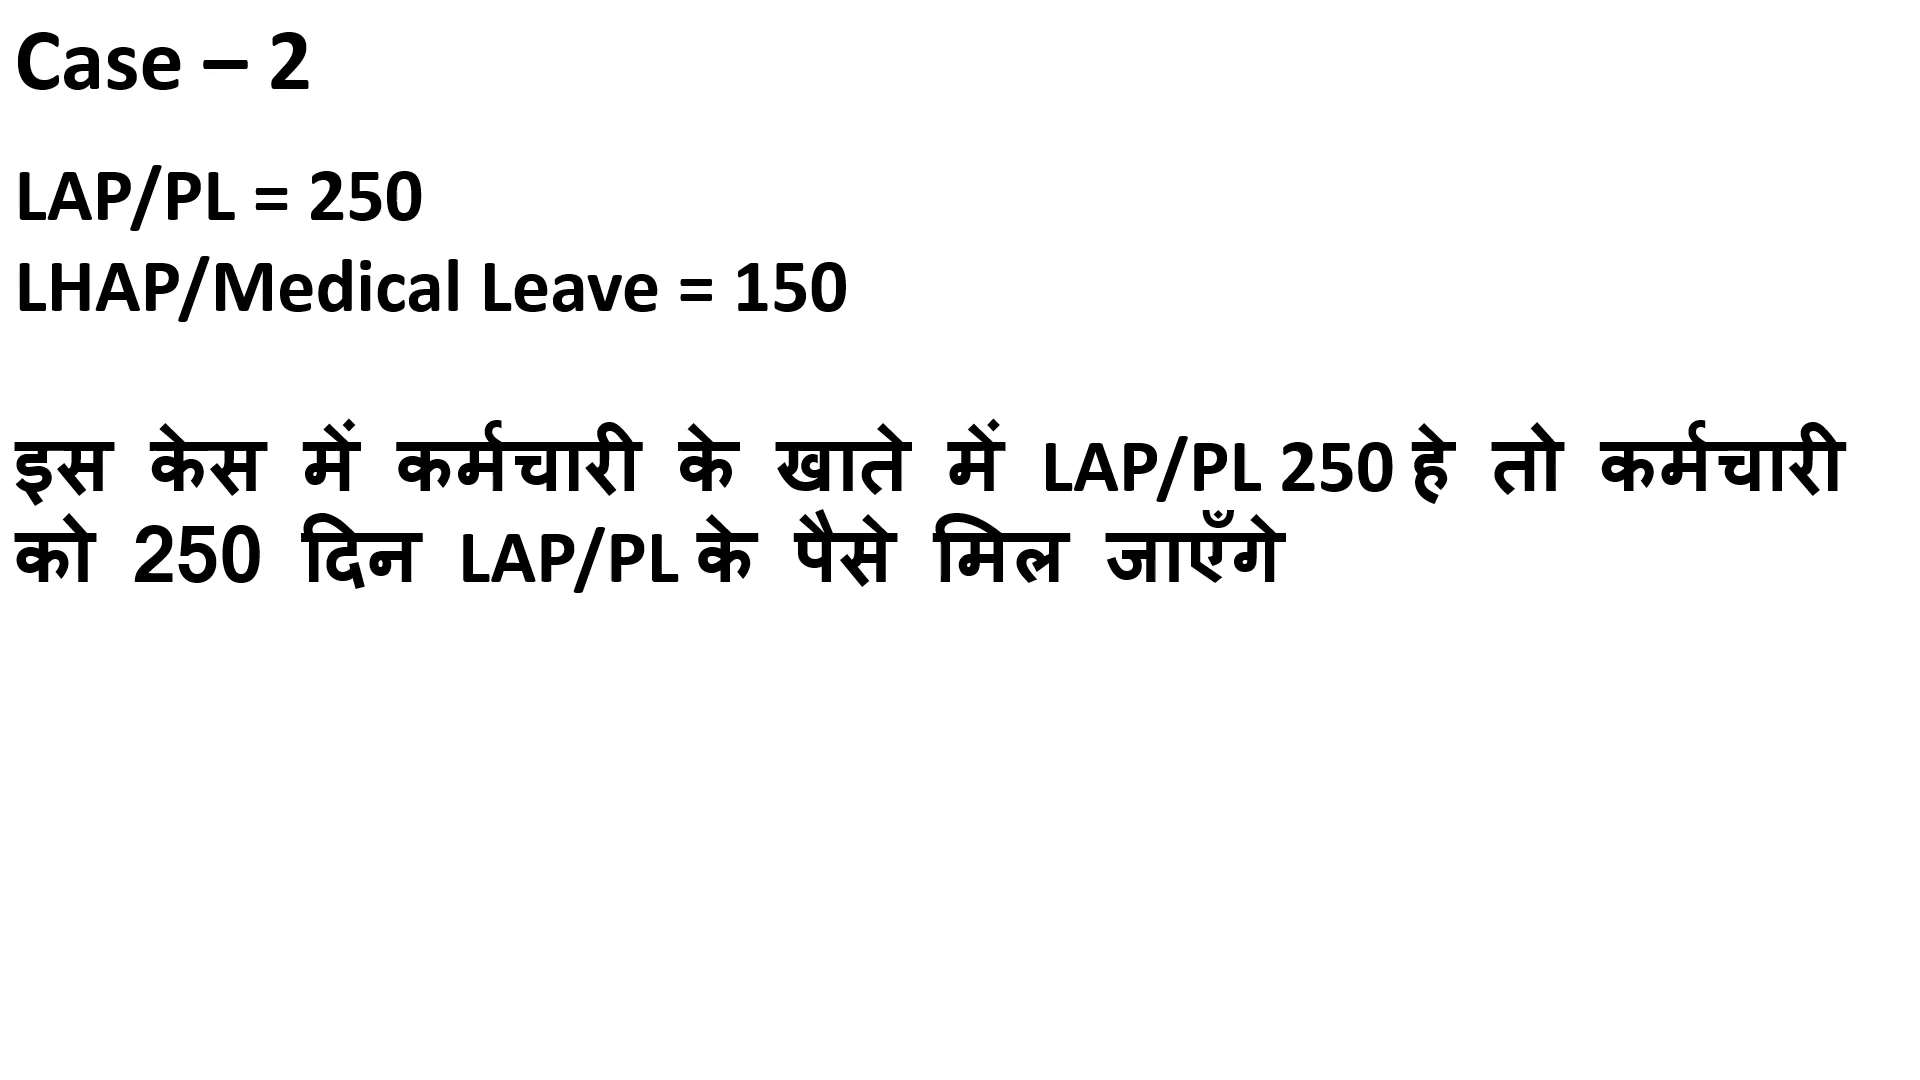 Case – 2
LAP/PL = 250
LHAP/Medical Leave = 150
इस केस में कर्मचारी के खाते में LAP/PL 250 हे तो कर्मचारी
को 250 दिन LAP/PL के पैसे मिल जाएँगे